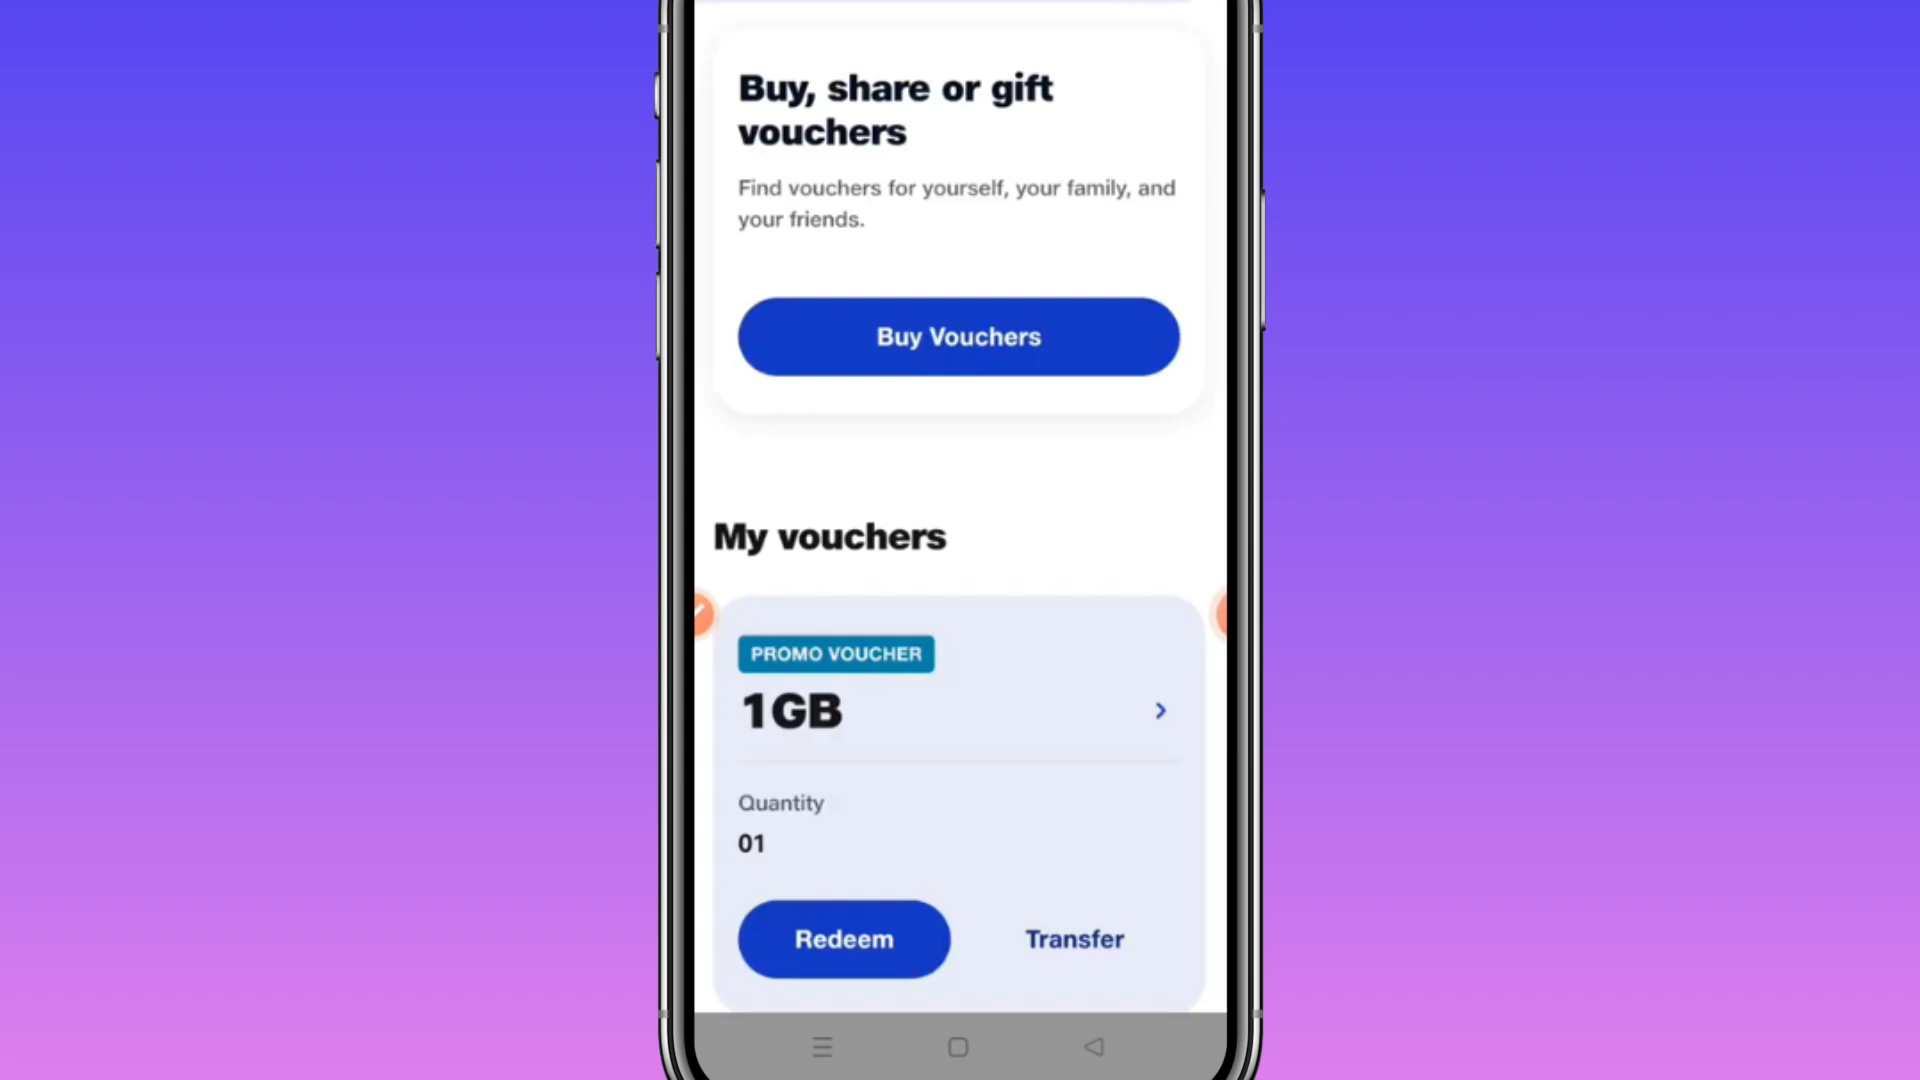 Buy, share or gift
vouchers
Find vouchers for yourself, your family, and
your friends.
Buy Vouchers
My vouchers
PROMO VOUCHER
1GB
Quantity
01
Redeem
Transfer